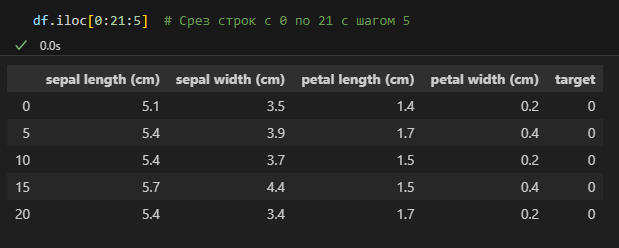 df.iloc[0:21:5]  # Срез строк с 0 по 21 с шагом 5
0.0s
sepal length (cm) sepal width (cm) petal length (cm) petal width (cm) target
0 5.1 3.5 1.4 0.2 0
5 5.4 3.9 1.7 0.4 0
10 5.4 3.7 1.5 0.2 0
15 5.7 4.4 1.5 0.4 0
20 5.4 3.4 1.7 0.2 0